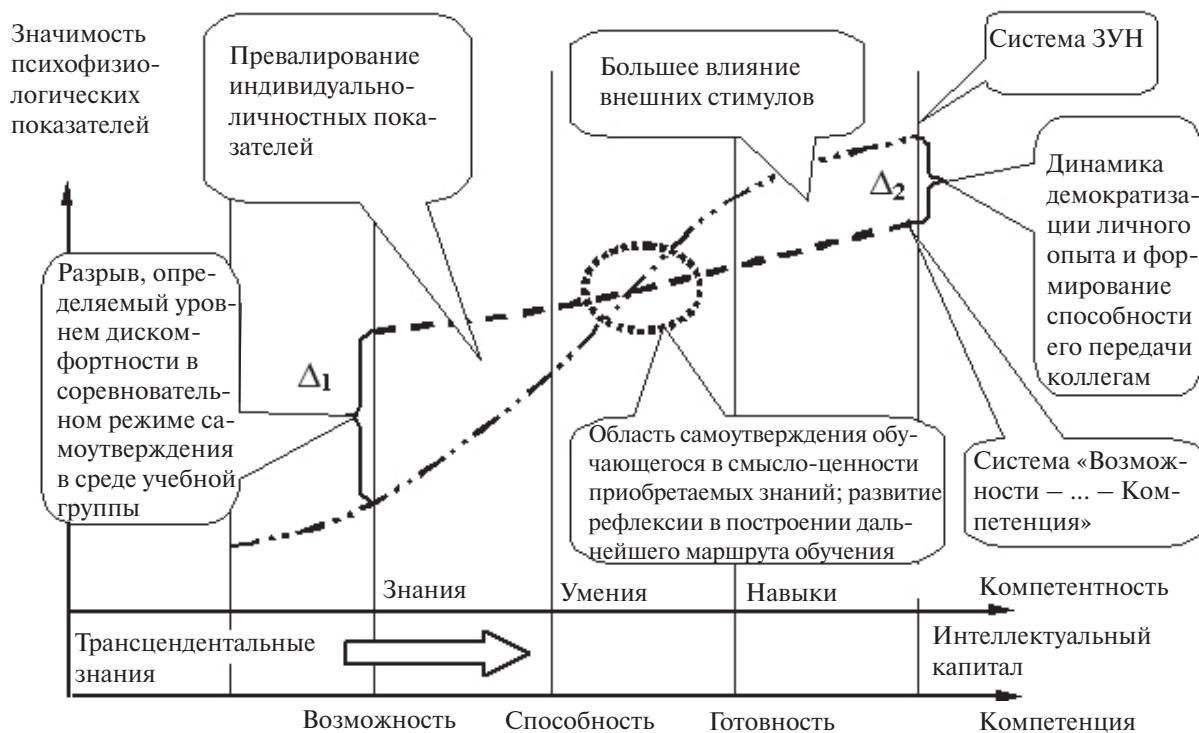 Значимость
психофизио-
логических
показателей
Превалирование
индивидуально-
личностных пока-
зателей
Большее влияние
внешних стимулов
Система ЗУН
Разрыв, опре-
деляемый уров-
нем диском-
фортности в
соревнователь-
ном режиме са-
моутверждения
в среде учебной
группы
Δ1
Δ2
Динамика
демократиза-
ции личного
опыта и фор-
мирование
способности
его передачи
коллегам
Область самоутверждения обу-
чающегося в смысло-ценности
приобретаемых знаний; развитие
рефлексии в построении даль-
нейшего маршрута обучения
Система «Возмож-
ности – ... – Ком-
петенция»
Знания
Умения
Навыки
Компетентность
Трансцендентальные
знания
Интеллектуальный
капитал
Возможность
Способность
Готовность
Компетенция